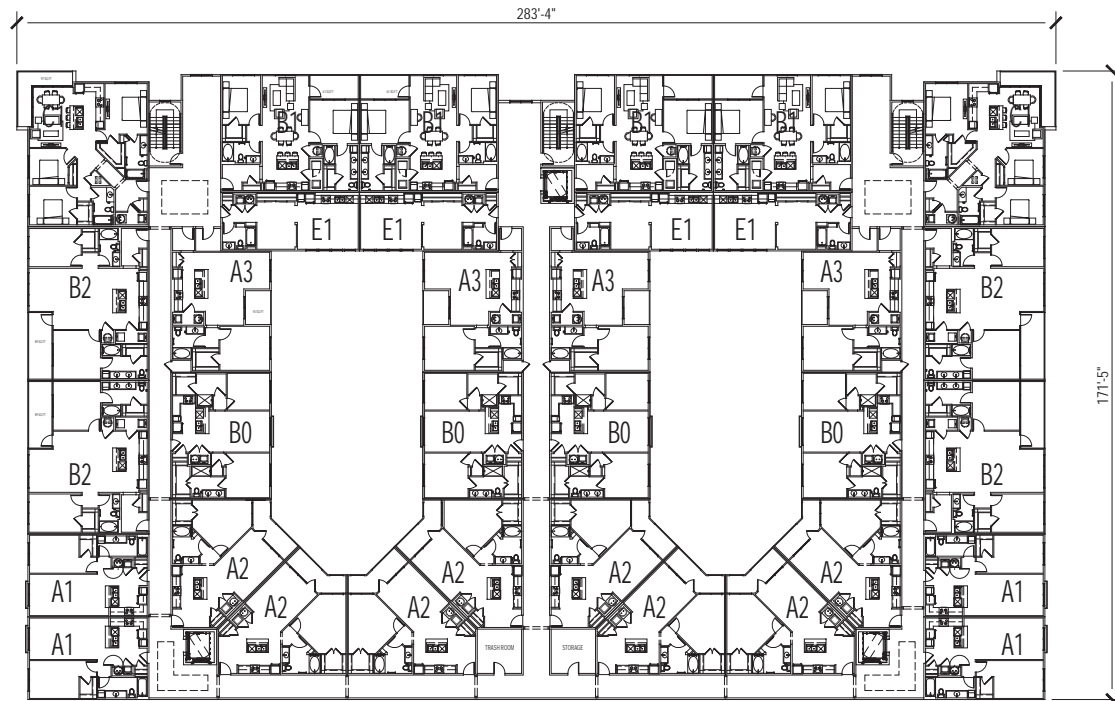 283'-4"
171'-5"
E1 E1 E1 E1
A3 A3 A3 A3
B2 B2
B0 B0 B0 B0
B2 B2
A2 A2 A2 A2
A1 A2 A2 A2 A2 A1
A1 A1
TRASH ROOM STORAGE